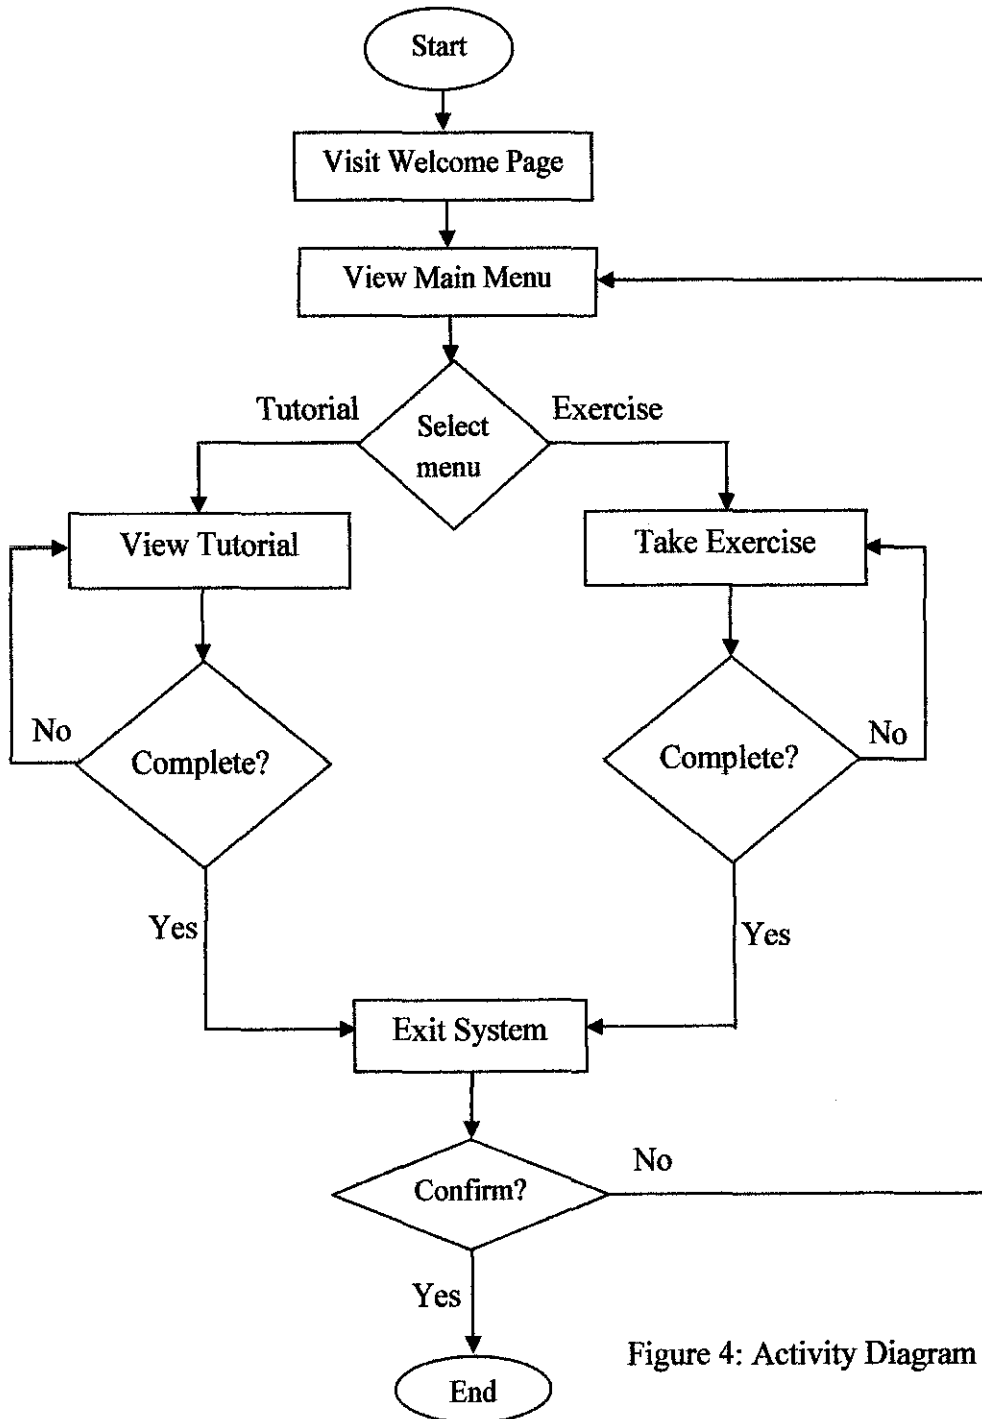 Start
Visit Welcome Page
View Main Menu
Tutorial
Select
menu
Exercise
View Tutorial
Take Exercise
No
Complete?
Complete?
No
Yes
Yes
Exit System
Confirm?
No
Yes
End
Figure 4: Activity Diagram